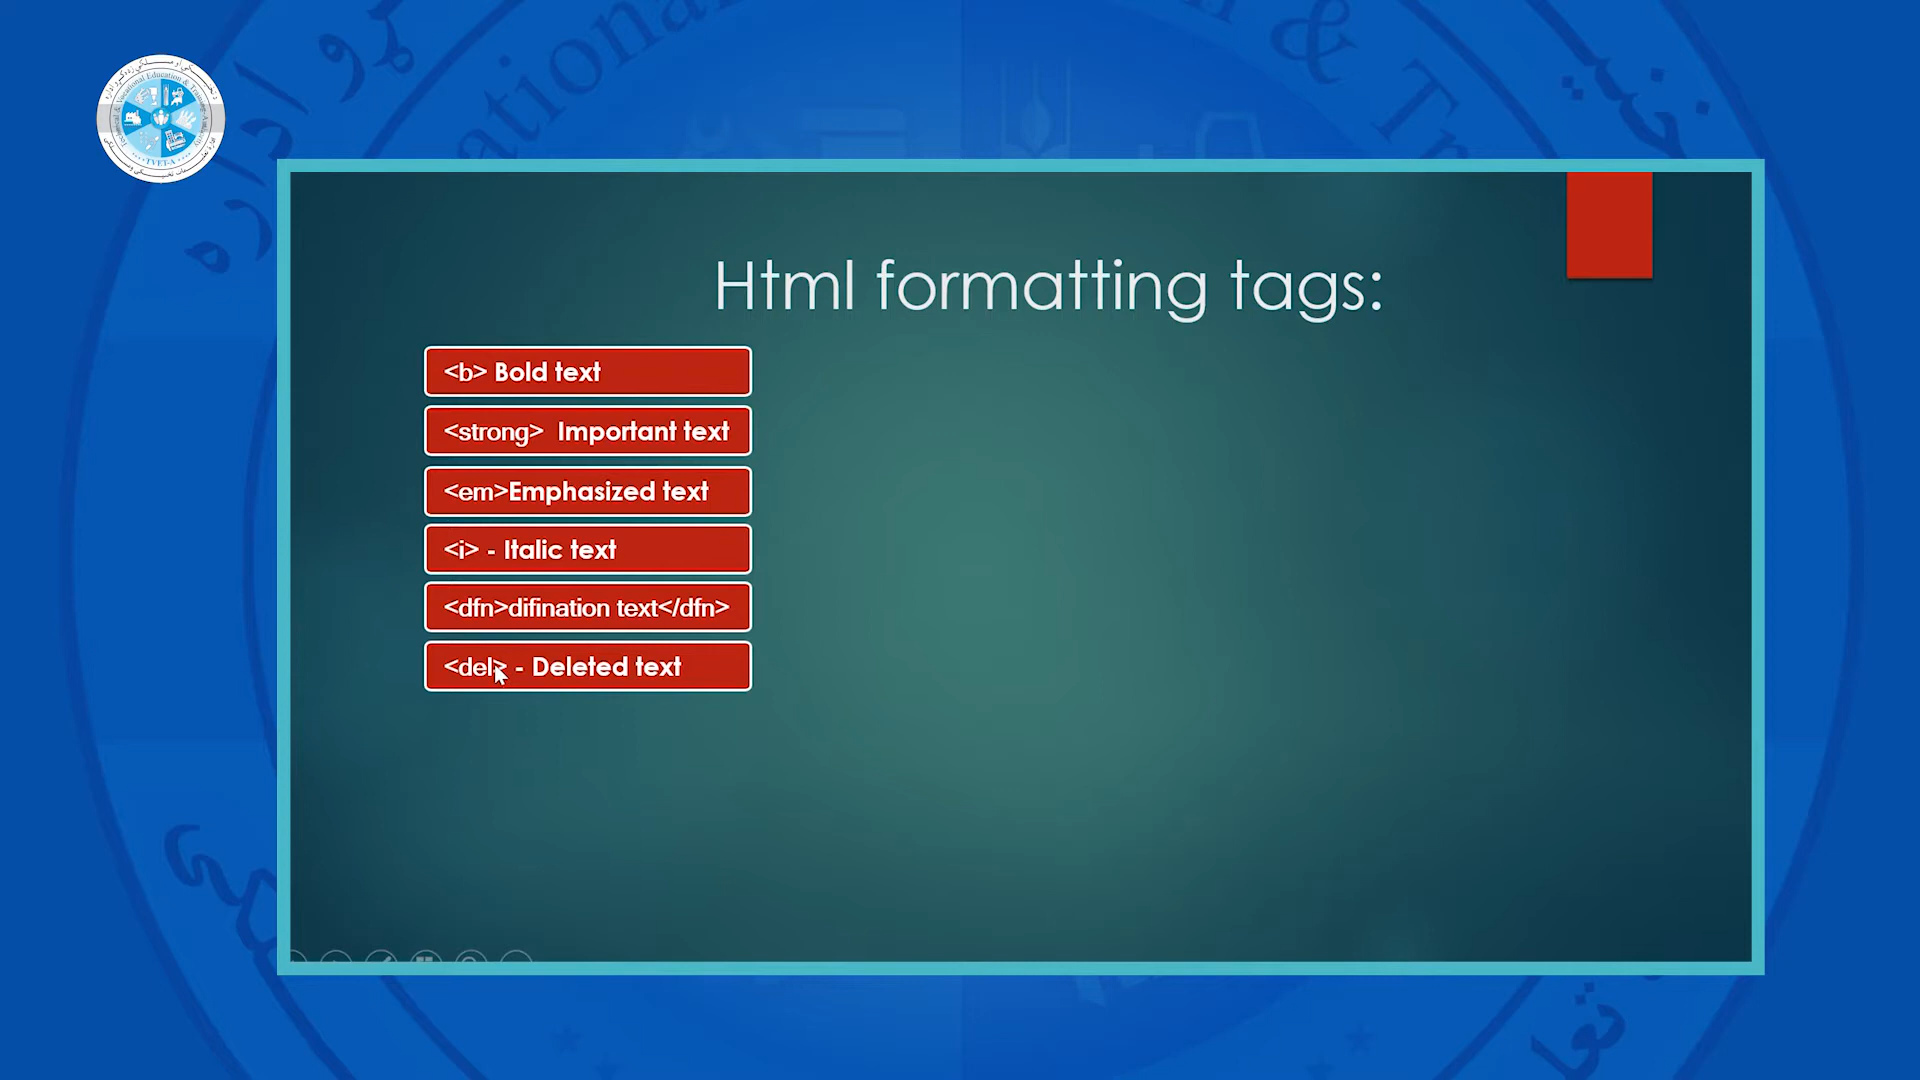 Html formatting tags:
<b> Bold text
<strong> Important text
<em>Emphasized text
<i> - Italic text
<dfn>difination text</dfn>
<del> - Deleted text
TVET-A